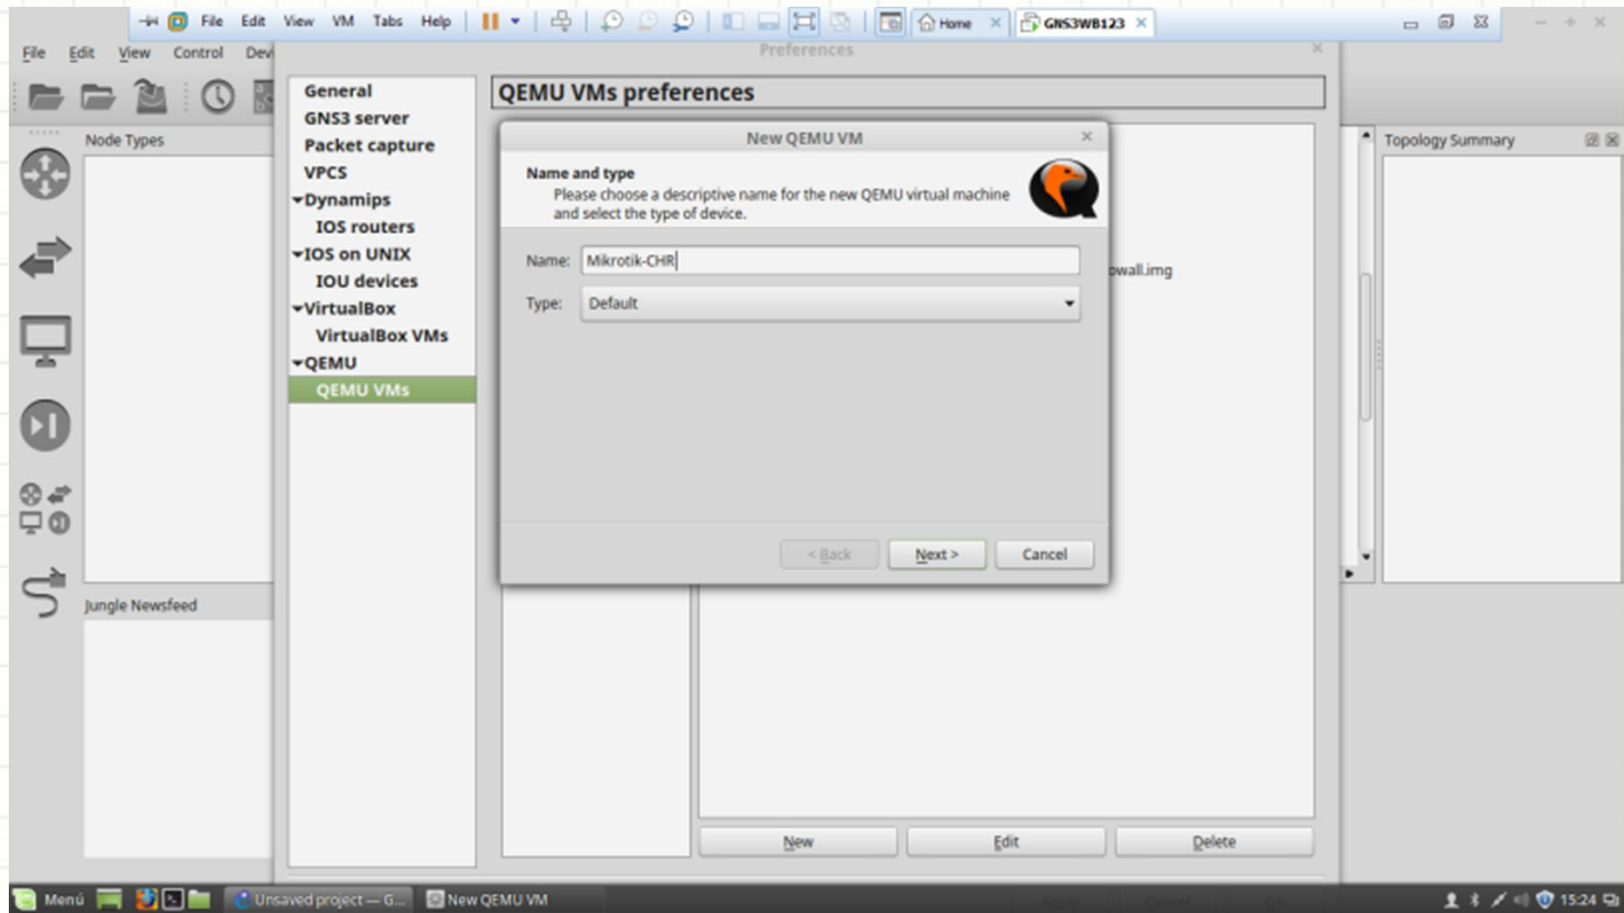 File Edit View VM Tabs Help Home GNS3WB123
File Edit View Control
Preferences
General
GNS3 server
Packet capture
VPCS
Dynamips
IOS routers
IOS on UNIX
IOU devices
VirtualBox
VirtualBox VMs
QEMU
QEMU VMs
QEMU VMs preferences
New QEMU VM
Name and type
Please choose a descriptive name for the new QEMU virtual machine
and select the type of device.
Name: Mikrotik-CHR
Type: Default
owall.img
< Back Next > Cancel
New Edit Delete
Node Types
Topology Summary
Jungle Newsfeed
Menú Unsaved project — G... New QEMU VM 15:24